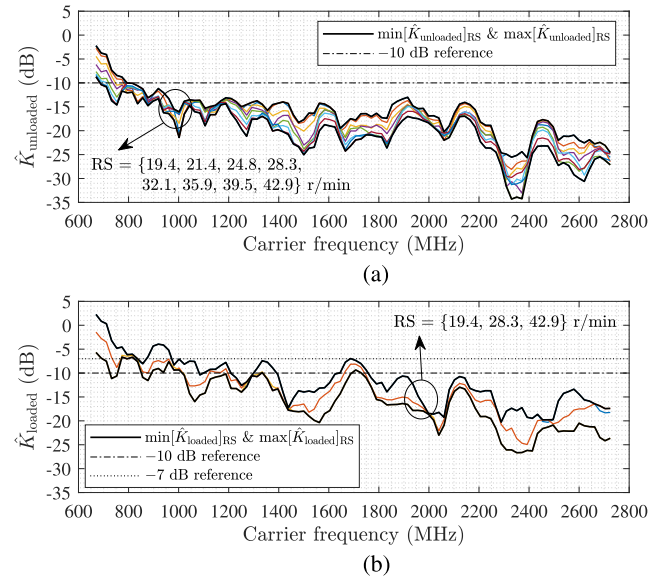 5
0
-5
-10
-15
-20
-25
-30
-35
K̂unloaded (dB)
min[K̂unloaded]RS & max[K̂unloaded]RS
−10 dB reference
RS = {19.4, 21.4, 24.8, 28.3,
32.1, 35.9, 39.5, 42.9} r/min
600 800 1000 1200 1400 1600 1800 2000 2200 2400 2600 2800
Carrier frequency (MHz)
(a)
5
0
-5
-10
-15
-20
-25
-30
-35
K̂loaded (dB)
RS = {19.4, 28.3, 42.9} r/min
min[K̂loaded]RS & max[K̂loaded]RS
−10 dB reference
−7 dB reference
600 800 1000 1200 1400 1600 1800 2000 2200 2400 2600 2800
Carrier frequency (MHz)
(b)